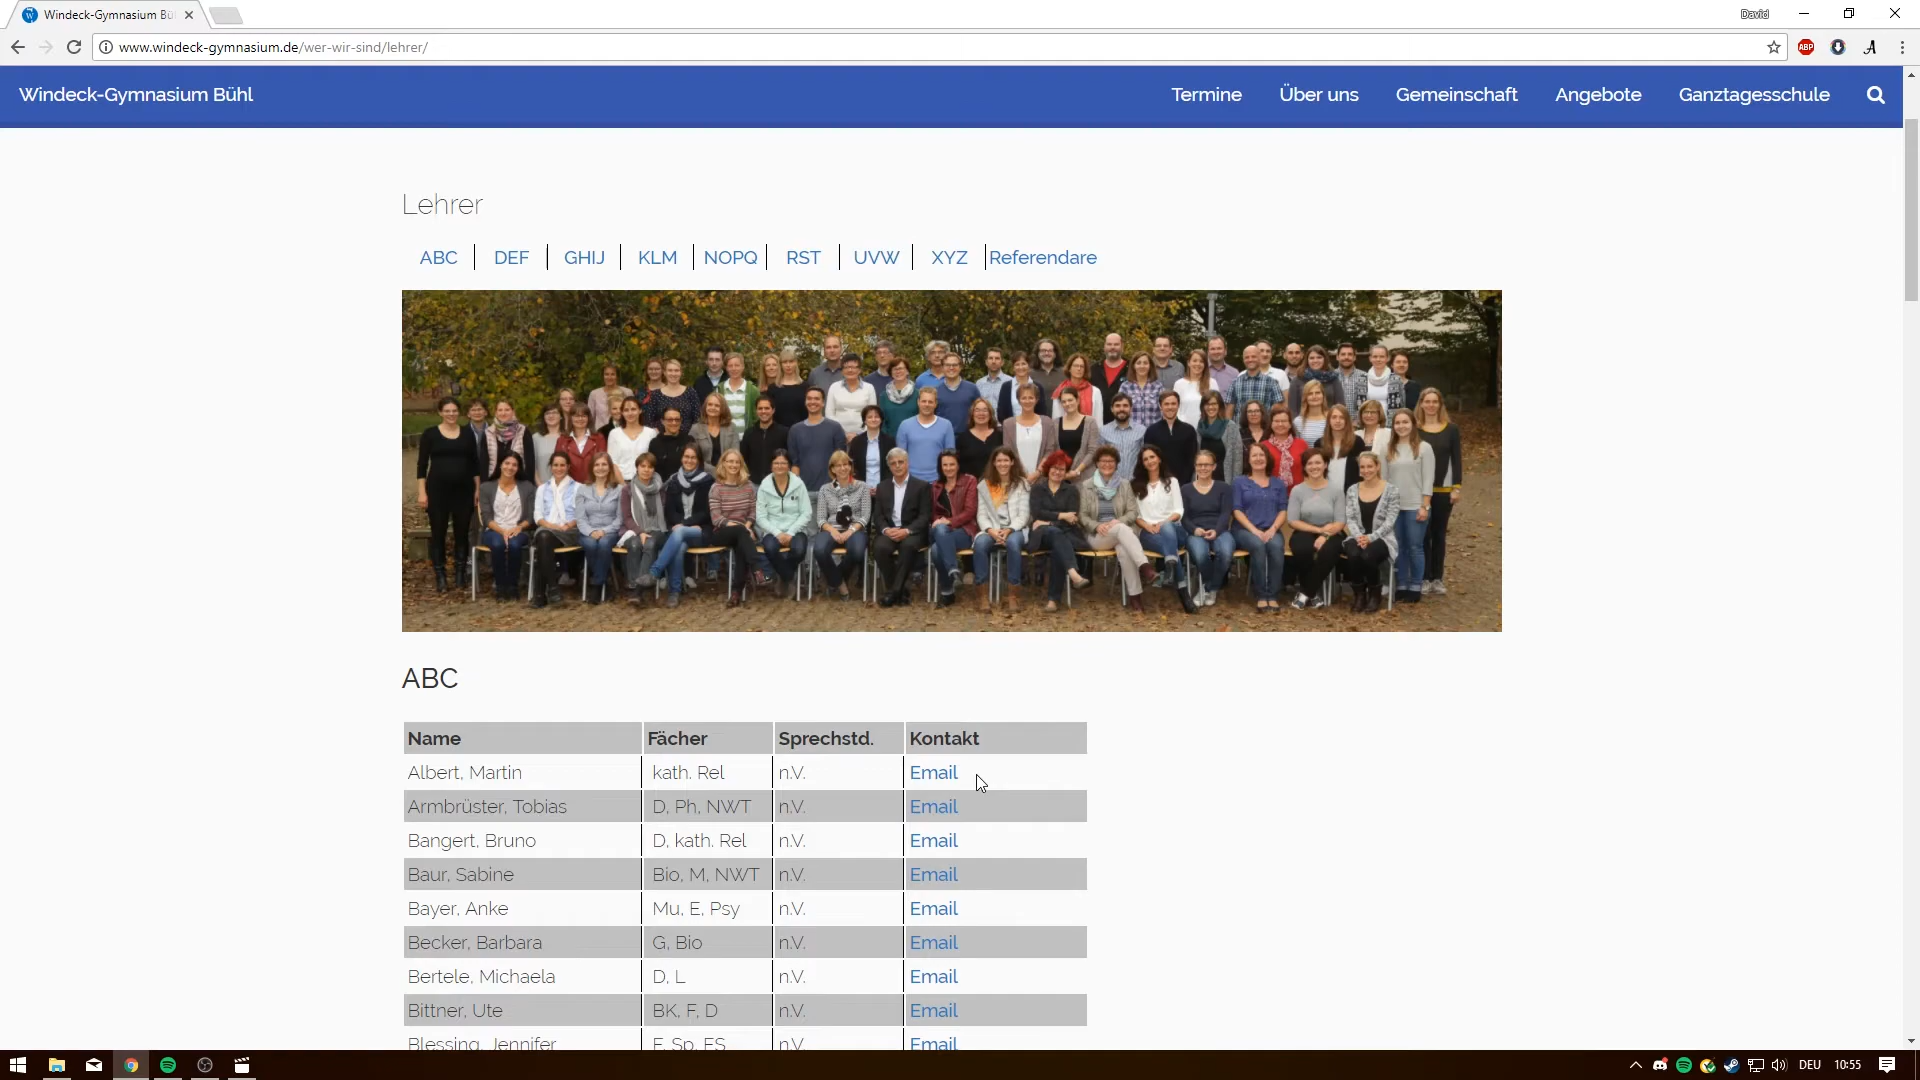 Windeck-Gymnasium Bü
David
www.windeck-gymnasium.de/wer-wir-sind/lehrer/
ABP
Windeck-Gymnasium Bühl
Termine
Über uns
Gemeinschaft
Angebote
Ganztagesschule
Lehrer
ABC DEF GHIJ KLM NOPQ RST UVW XYZ Referendare
ABC
Name Fächer Sprechstd. Kontakt
Albert, Martin kath. Rel n.V. Email
Armbrüster, Tobias D, Ph, NWT n.V. Email
Bangert, Bruno D, kath. Rel n.V. Email
Baur, Sabine Bio, M, NWT n.V. Email
Bayer, Anke Mu, E, Psy n.V. Email
Becker, Barbara G, Bio n.V. Email
Bertele, Michaela D, L n.V. Email
Bittner, Ute BK, F, D n.V. Email
Blessing, Jennifer F, Sp, ES n.V. Email
DEU 10:55